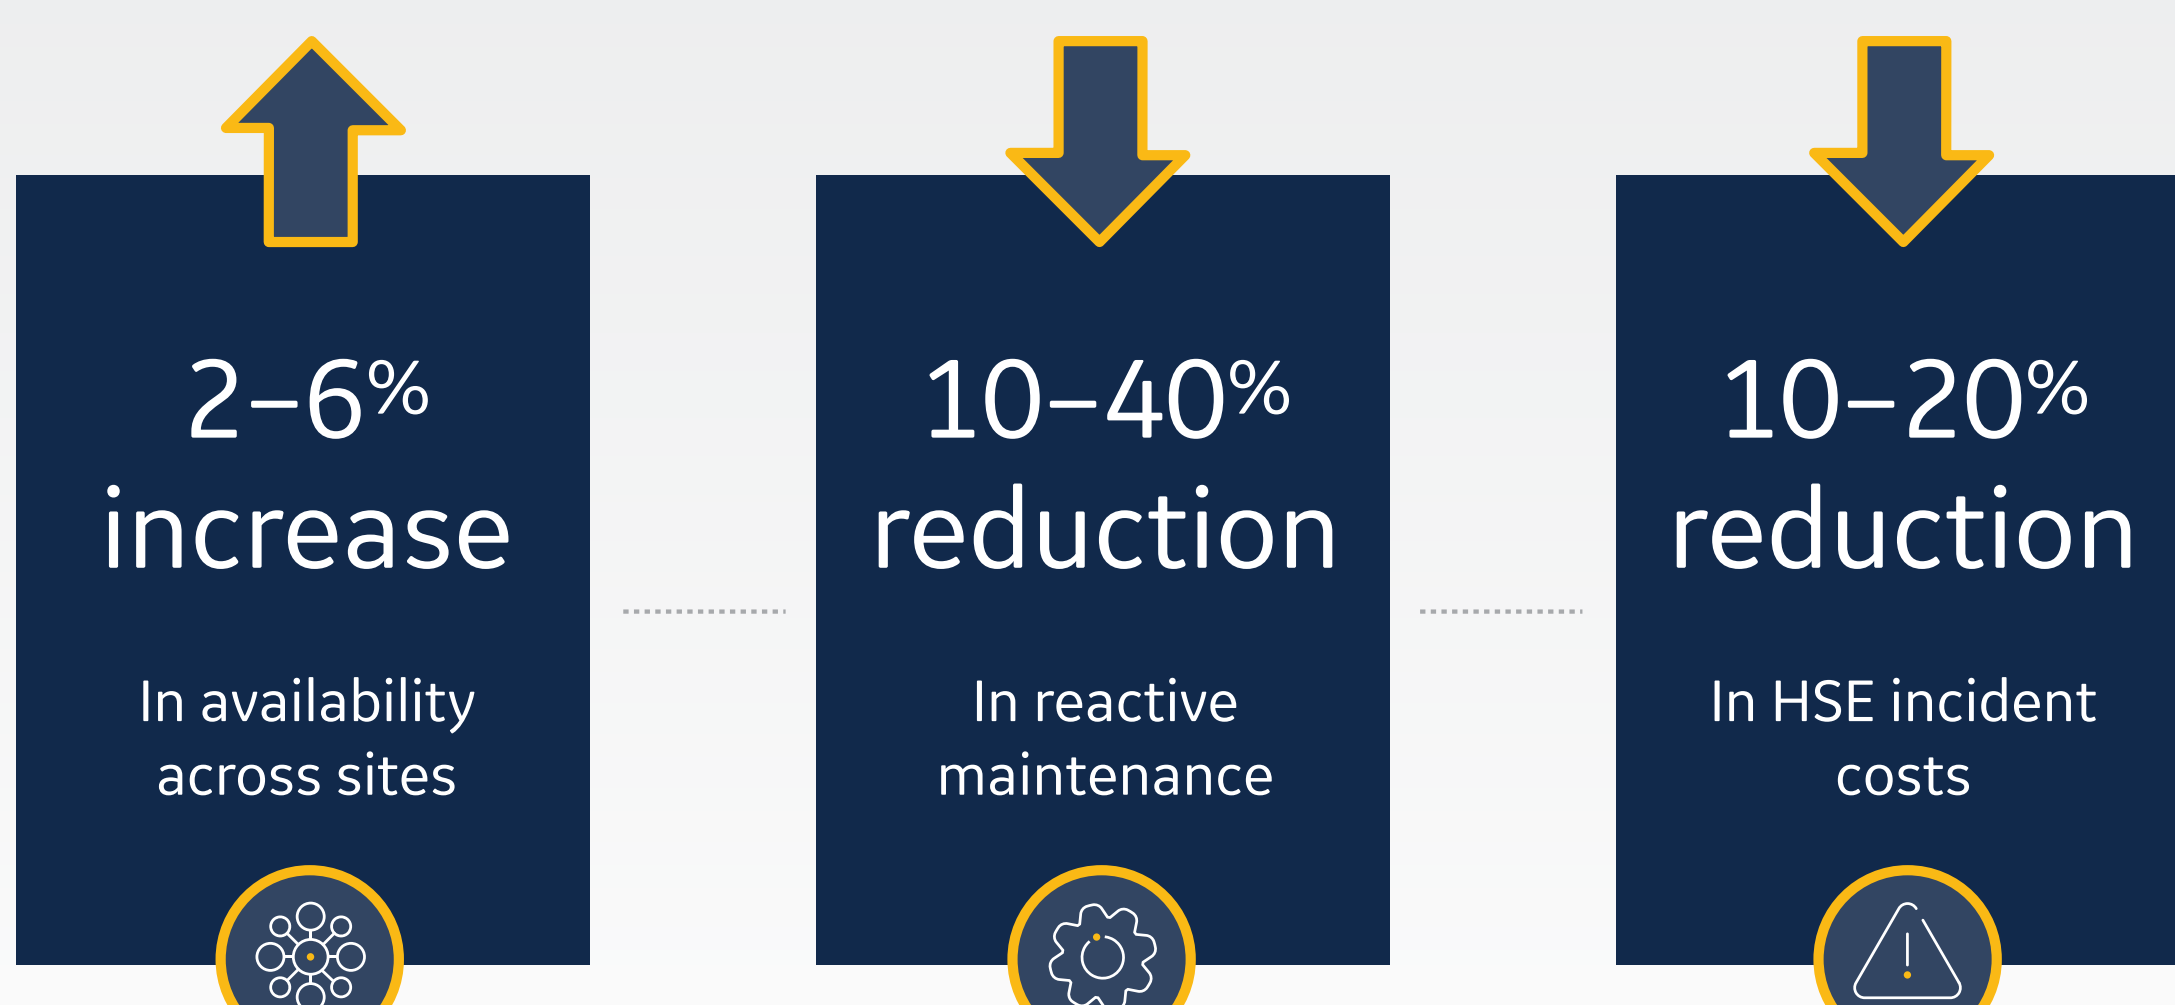 2–6%
increase
In availability
across sites
10–40%
reduction
In reactive
maintenance
10–20%
reduction
In HSE incident
costs